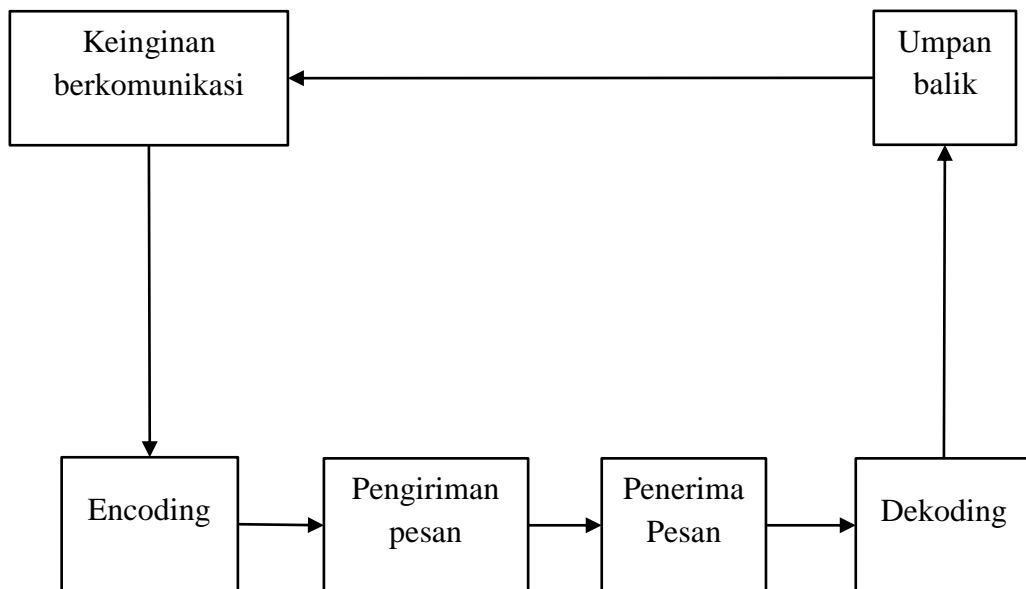 Keinginan
berkomunikasi
Umpan
balik
Encoding
Pengiriman
pesan
Penerima
Pesan
Dekoding